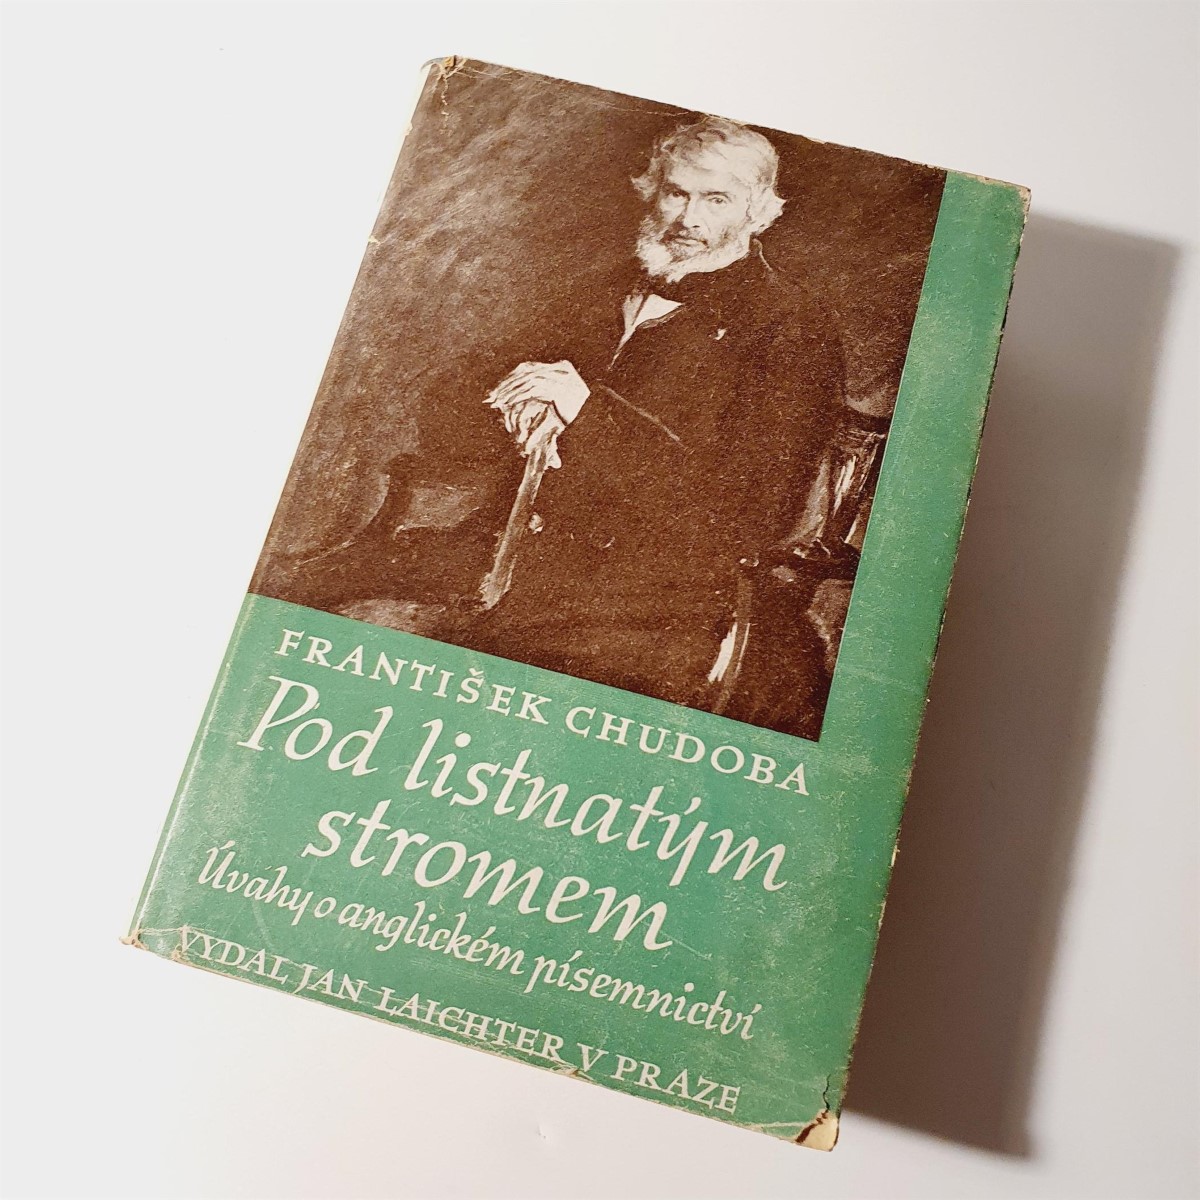 FRANTIŠEK CHUDOBA
Pod listnatým
stromem
Úvahy o anglickém písemnictví
VYDAL JAN LAICHTER V PRAZE